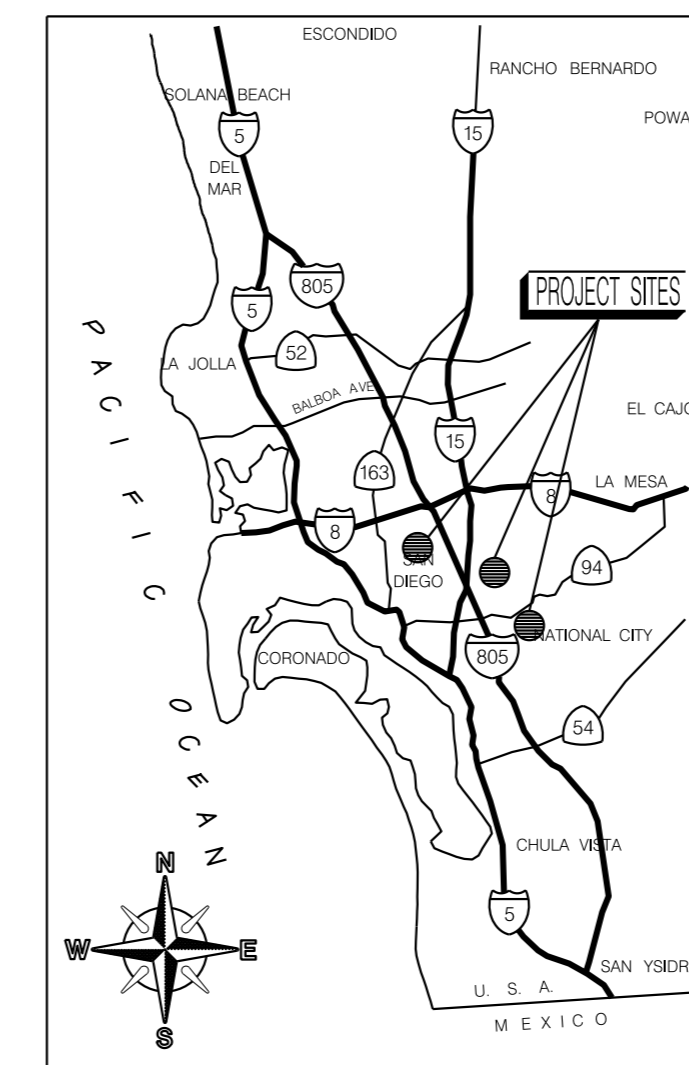 ESCONDIDO
RANCHO BERNARDO
SOLANA BEACH
POWA
5
15
DEL
MAR
805
PROJECT SITES
5
52
LA JOLLA
BALBOA AVE
EL CAJO
15
163
LA MESA
8
8
SAN
DIEGO
94
NATIONAL CITY
805
CORONADO
54
PACIFIC OCEAN
CHULA VISTA
N
W E
S
5
SAN YSIDR
U. S. A.
MEXICO